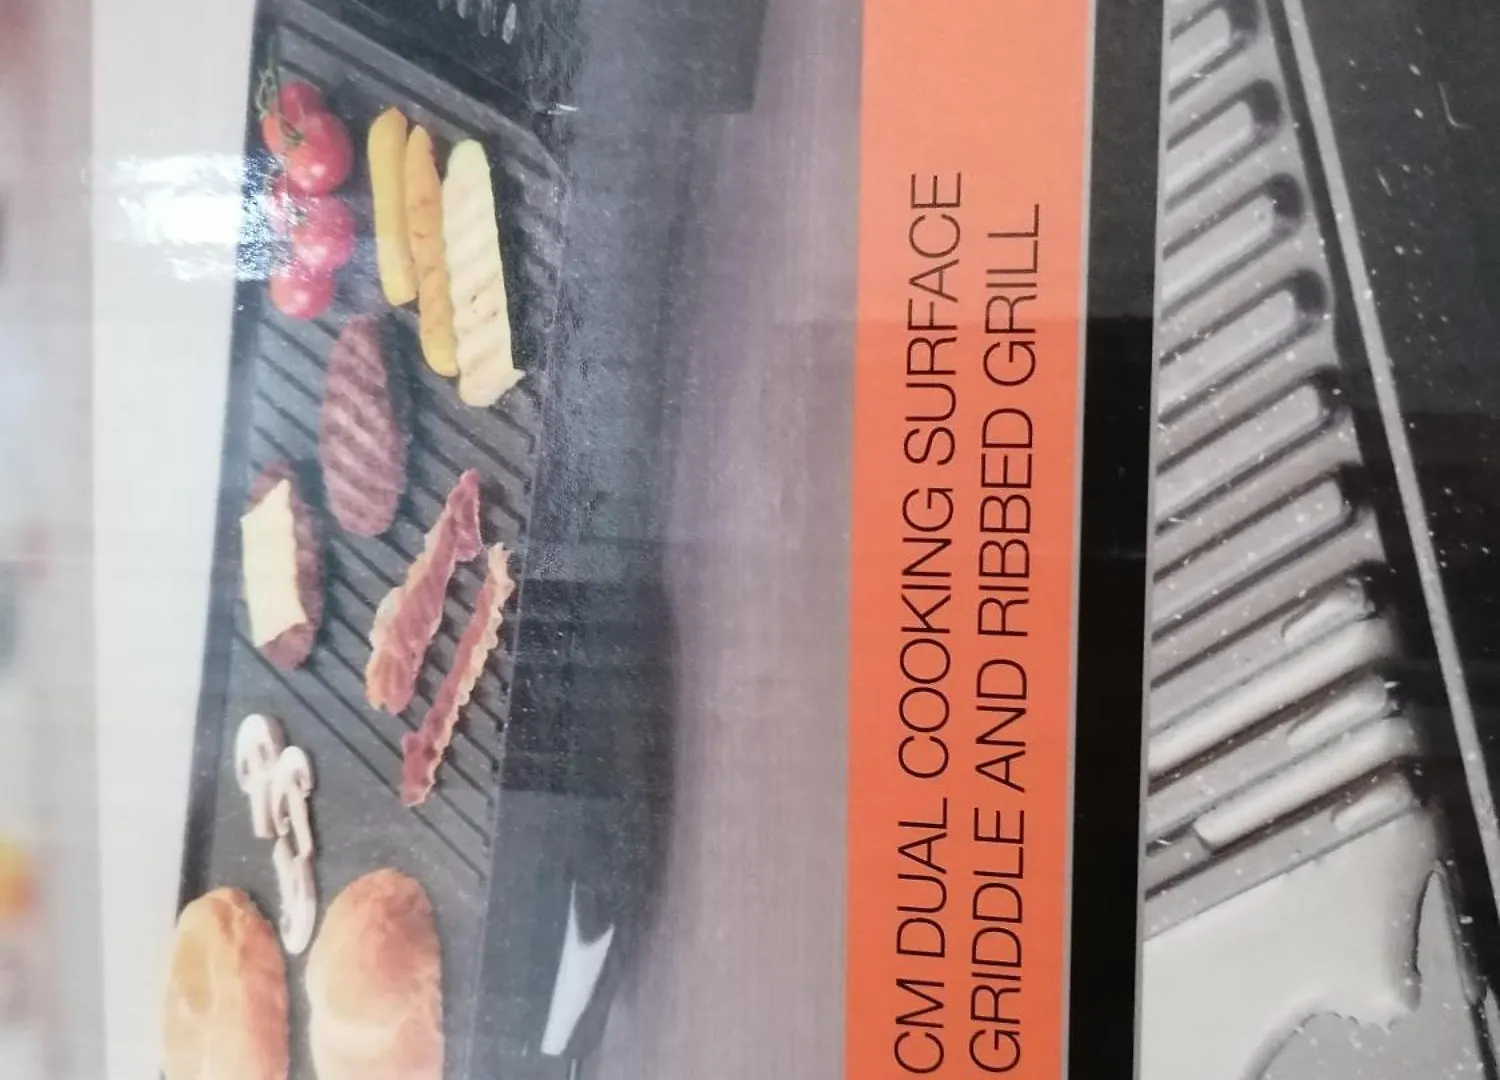 CM DUAL COOKING SURFACE
GRIDDLE AND RIBBED GRILL